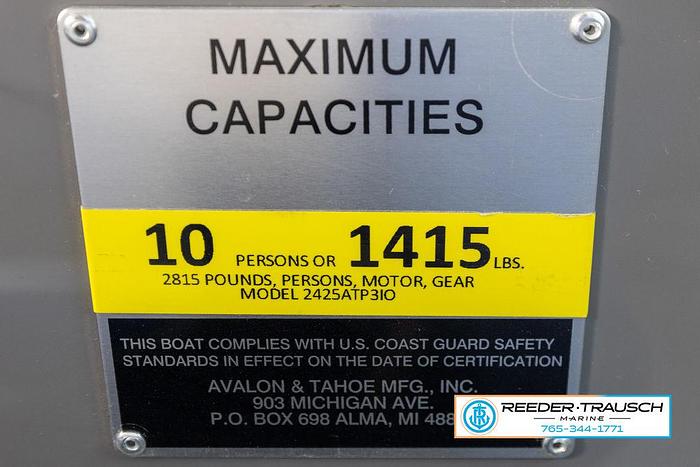 MAXIMUM
CAPACITIES
10 PERSONS OR 1415 LBS.
2815 POUNDS, PERSONS, MOTOR, GEAR
MODEL 2425ATP3IO
THIS BOAT COMPLIES WITH U.S. COAST GUARD SAFETY
STANDARDS IN EFFECT ON THE DATE OF CERTIFICATION
AVALON & TAHOE MFG., INC.
903 MICHIGAN AVE.
P.O. BOX 698 ALMA, MI
REEDER·TRAUSCH
MARINE
765-344-1771